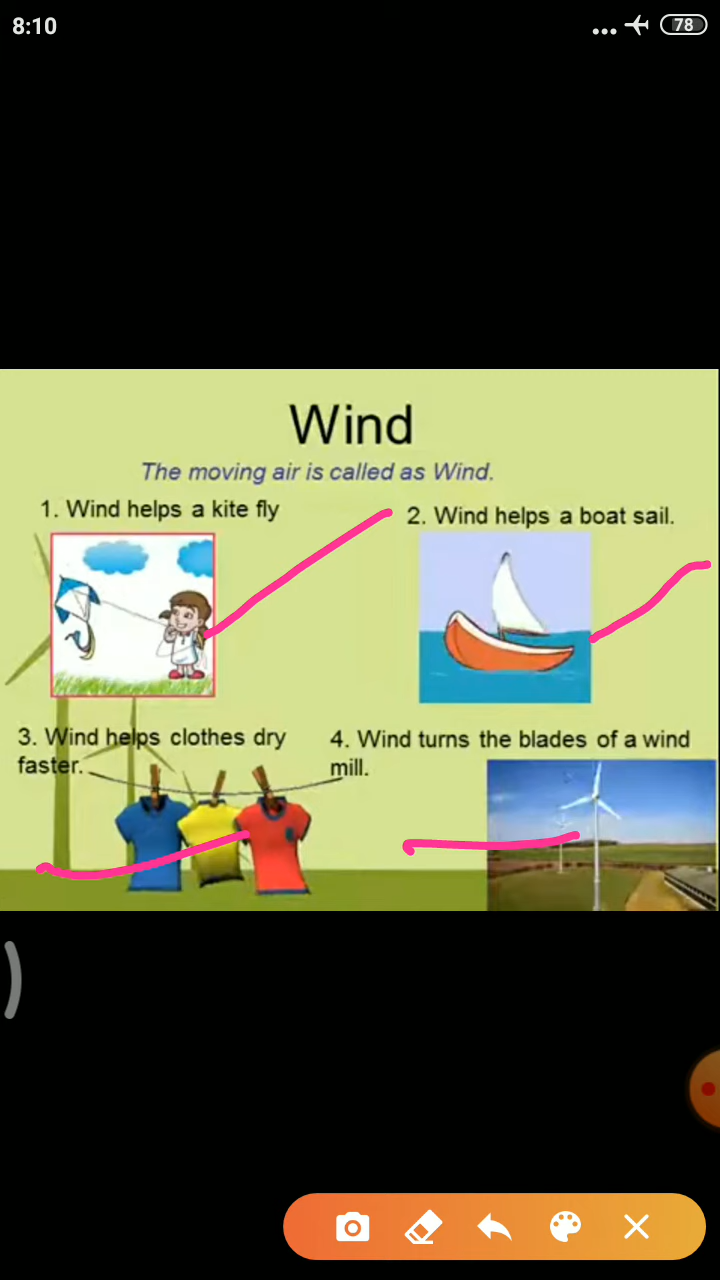 8:10
78
Wind
The moving air is called as Wind.
1. Wind helps a kite fly
2. Wind helps a boat sail.
3. Wind helps clothes dry
faster.
4. Wind turns the blades of a wind
mill.